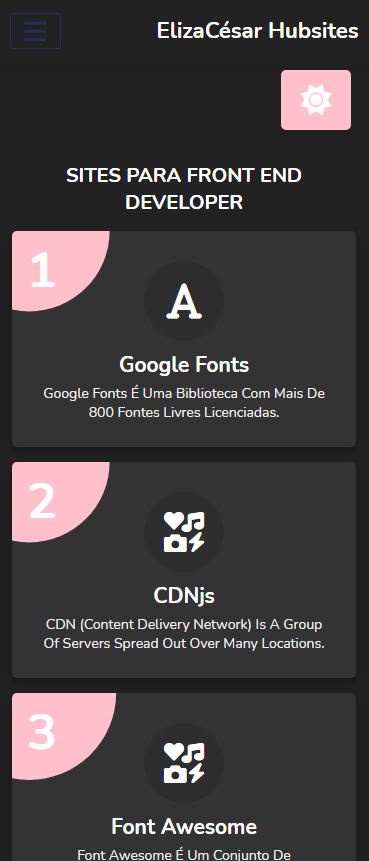 ElizaCésar Hubsites
SITES PARA FRONT END
DEVELOPER
1
A
Google Fonts
Google Fonts É Uma Biblioteca Com Mais De
800 Fontes Livres Licenciadas.
2
CDNjs
CDN (Content Delivery Network) Is A Group
Of Servers Spread Out Over Many Locations.
3
Font Awesome
Font Awesome É Um Conjunto De